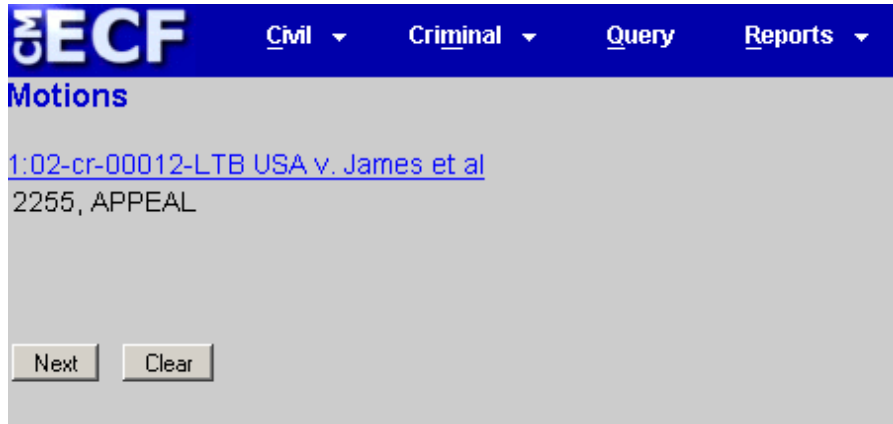 CM ECF Civil Criminal Query Reports
Motions
1:02-cr-00012-LTB USA v. James et al
2255, APPEAL
Next Clear